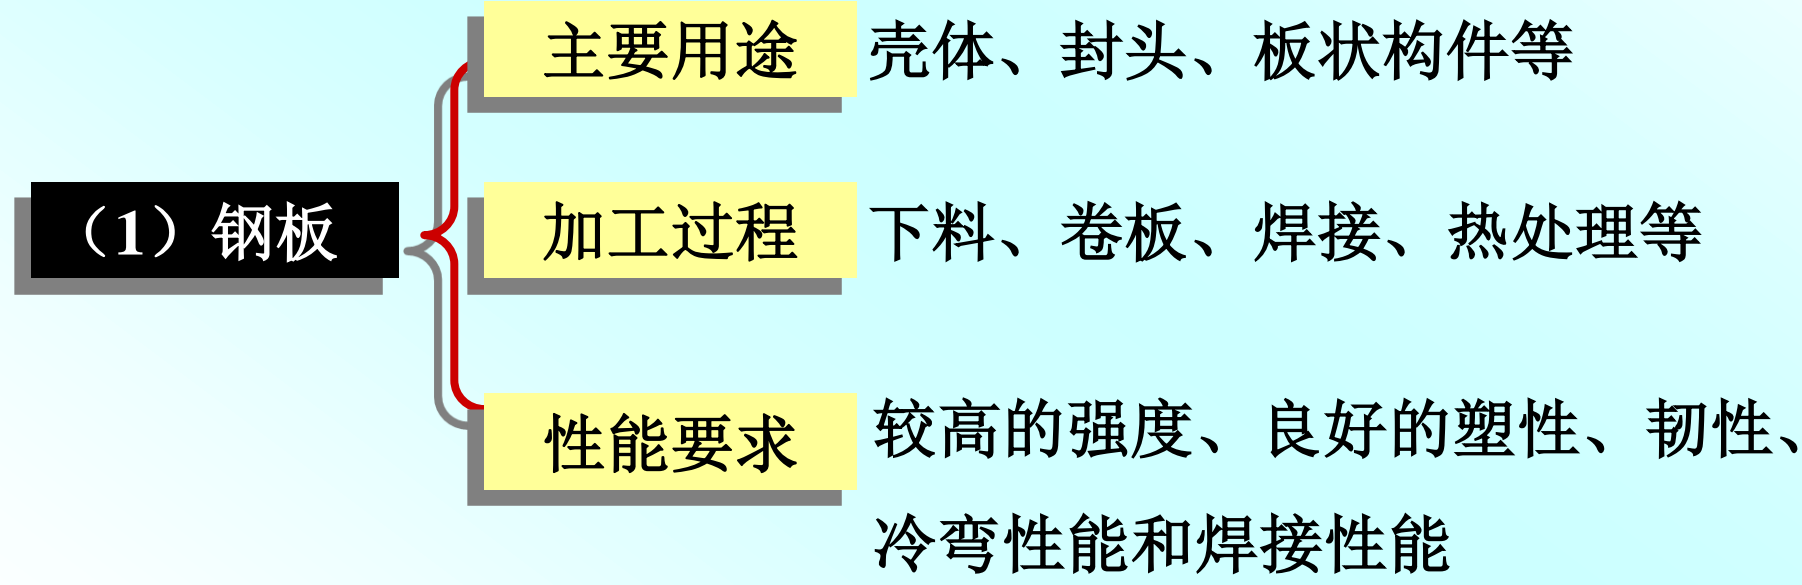 主要用途 壳体、封头、板状构件等
（1）钢板
加工过程 下料、卷板、焊接、热处理等
性能要求 较高的强度、良好的塑性、韧性、
冷弯性能和焊接性能